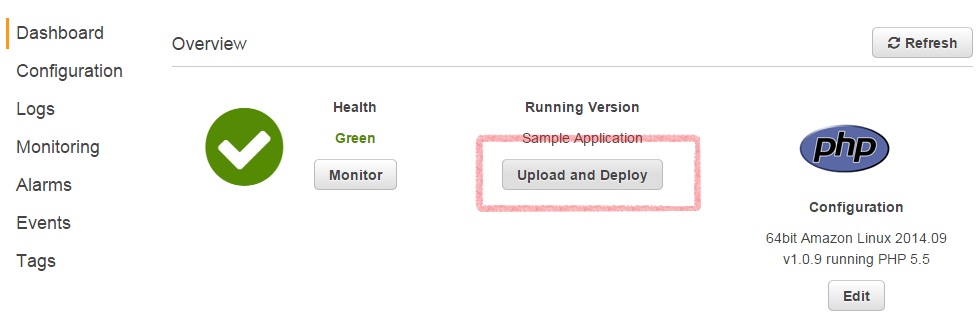 Dashboard
Configuration
Logs
Monitoring
Alarms
Events
Tags
Overview
Refresh
Health
Green
Monitor
Running Version
Sample Application
Upload and Deploy
php
Configuration
64bit Amazon Linux 2014.09
v1.0.9 running PHP 5.5
Edit